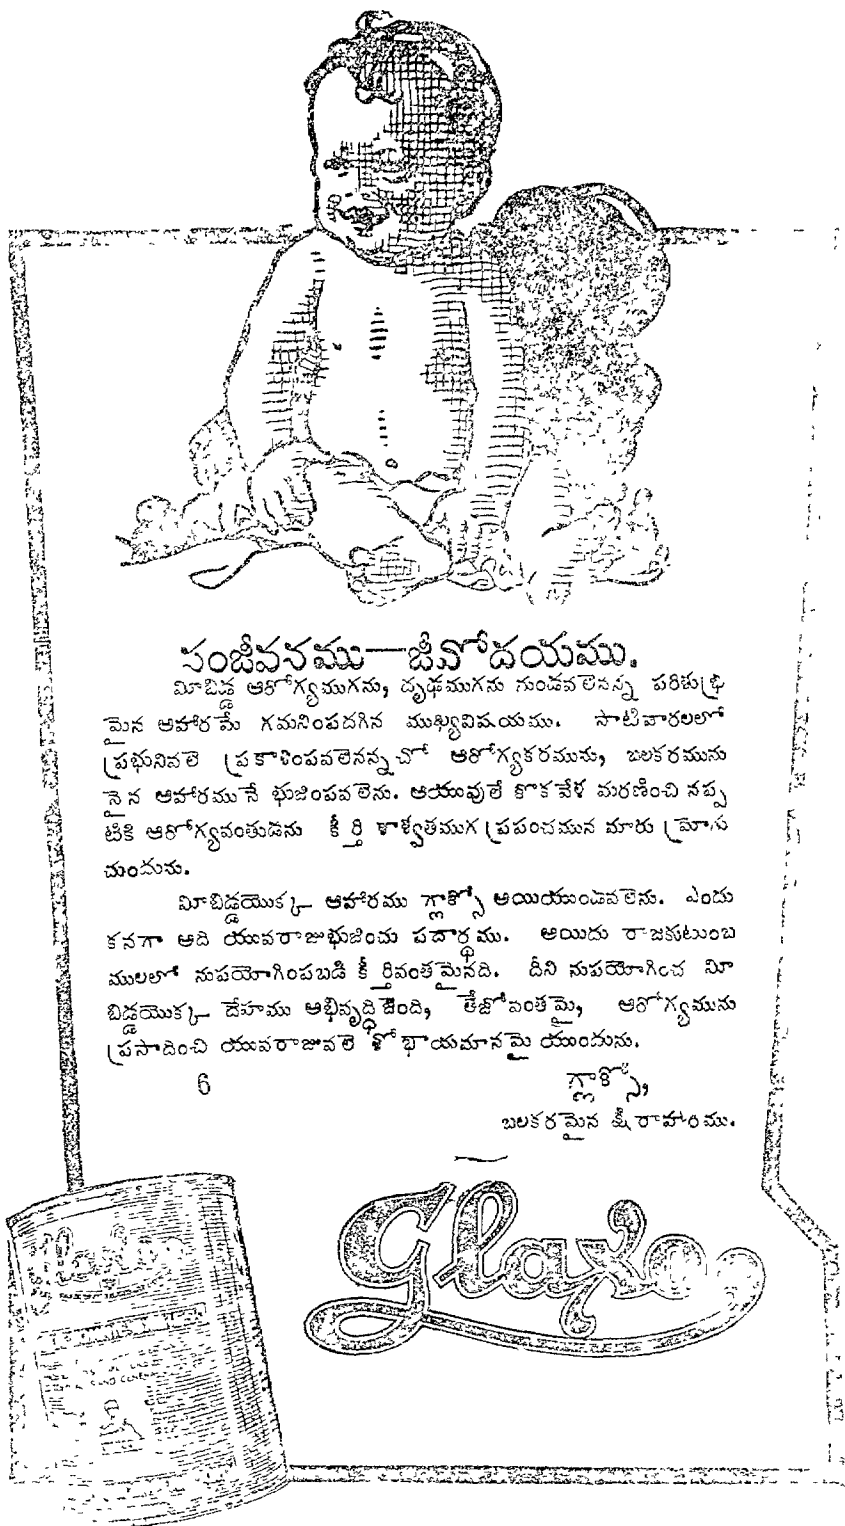 సంజీవనము—జీవోదయము.
మీబిడ్డ ఆరోగ్యముగను, దృఢముగను నుండవలెనన్న పరిశుభ్ర
మైన ఆహారమే గమనింపదగిన ముఖ్యవిషయము. సాటివారలలో
ప్రభునివలె ప్రకాశింపవలెనన్నచో ఆరోగ్యకరమును, బలకరమును
నైన ఆహారమునే భుజింపవలెను. ఆయువులే కొకవేళ మరణించి నప్ప
టికి ఆరోగ్యవంతుడను కీర్తి శాశ్వతముగ ప్రపంచమున మారు మ్రోగు
చుండును.
మీబిడ్డయొక్క ఆహారము గ్లాక్సో అయియుండవలెను. ఎందు
కనగా ఆది యువరాజుభుజించు పదార్థము. అయిదు రాజకుటుంబ
ములలో నుపయోగింపబడి కీర్తివంతమైనది. దీని నుపయోగించ మీ
బిడ్డయొక్క దేహము అభివృద్ధిజెంది, తేజోవంతమై, ఆరోగ్యమును
ప్రసాదించి యువరాజువలె శోభాయమానమై యుండును.
6 గ్లాక్సో,
బలకరమైన క్షీరాహారము.
Glaxo